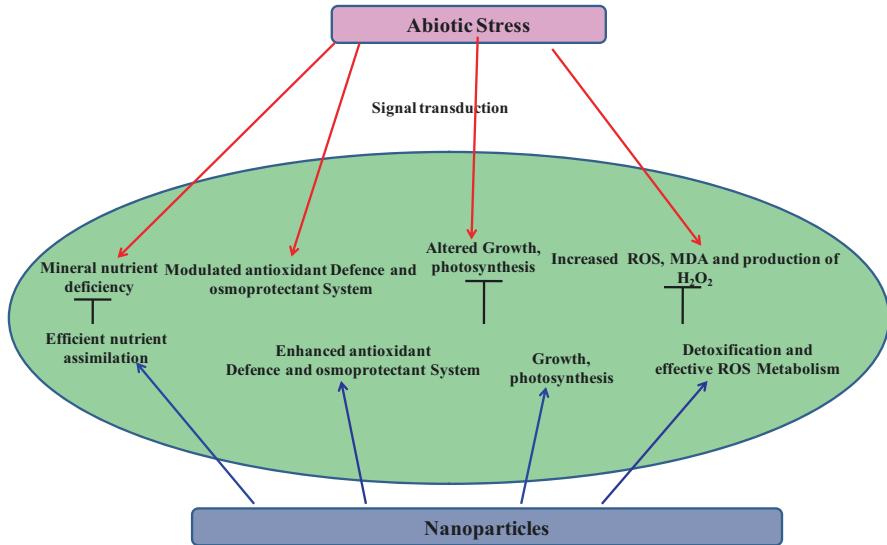 Abiotic Stress
Signal transduction
Mineral nutrient
deficiency
Modulated antioxidant Defence and
osmoprotectant System
Altered Growth,
photosynthesis
Increased ROS, MDA and production of
H₂O₂
Efficient nutrient
assimilation
Enhanced antioxidant
Defence and osmoprotectant System
Growth,
photosynthesis
Detoxification and
effective ROS Metabolism
Nanoparticles